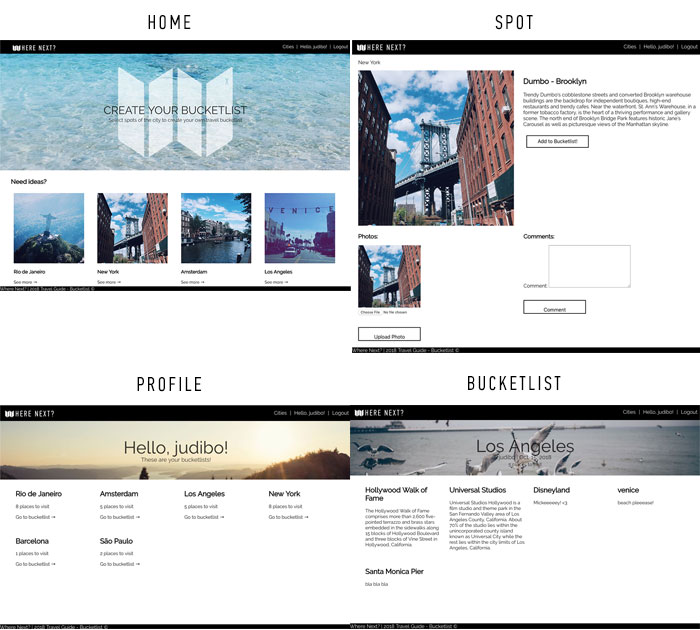 HOME
WHERE NEXT?
Cities | Hello, judibo! | Logout
CREATE YOUR BUCKETLIST
Select spots of the city to create your own travel bucketlist
Need Ideas?
Rio de Janeiro
See more →
New York
See more →
Amsterdam
See more →
VENICE
Los Angeles
See more →
Where Next? | 2018 Travel Guide - Bucketlist ©
SPOT
WHERE NEXT?
Cities | Hello, judibo! | Logout
New York
Dumbo - Brooklyn
Trendy Dumbo's cobblestone streets and converted Brooklyn warehouse
buildings are the backdrop for independent boutiques, high-end
restaurants and trendy cafes. Near the waterfront, St. Ann's Warehouse, in a
former tobacco factory, is the heart of a thriving performance and gallery
scene. The north end of Brooklyn Bridge Park features historic Jane's
Carousel as well as picturesque views of the Manhattan skyline.
Add to Bucketlist!
Photos:
Choose File No file chosen
Upload Photo
Comments:
Comment
Comment
Where Next? | 2018 Travel Guide - Bucketlist ©
PROFILE
WHERE NEXT?
Cities | Hello, judibo! | Logout
Hello, judibo!
These are your bucketlists!
Rio de Janeiro
8 places to visit
Go to bucketlist →
Amsterdam
5 places to visit
Go to bucketlist →
Los Angeles
5 places to visit
Go to bucketlist →
New York
8 places to visit
Go to bucketlist →
Barcelona
1 places to visit
Go to bucketlist →
São Paulo
2 places to visit
Go to bucketlist →
Where Next? | 2018 Travel Guide - Bucketlist ©
BUCKETLIST
WHERE NEXT?
Cities | Hello, judibo! | Logout
Los Angeles
judibo | Oct. 2018
Hollywood Walk of
Fame
The Hollywood Walk of Fame
comprises more than 2,600 five-
pointed terrazzo and brass stars
embedded in the sidewalks along
15 blocks of Hollywood Boulevard
and three blocks of Vine Street in
Hollywood, California
Universal Studios
Universal Studios Hollywood is a
film studio and theme park in the
San Fernando Valley area of Los
Angeles County, California. About
70% of the studio lies within the
unincorporated county island
known as Universal City while the
rest lies within the city limits of Los
Angeles, California.
Disneyland
Mickeeeeey! <3
venice
beach pleeease!
Santa Monica Pier
bla bla bla
Where Next? | 2018 Travel Guide - Bucketlist ©